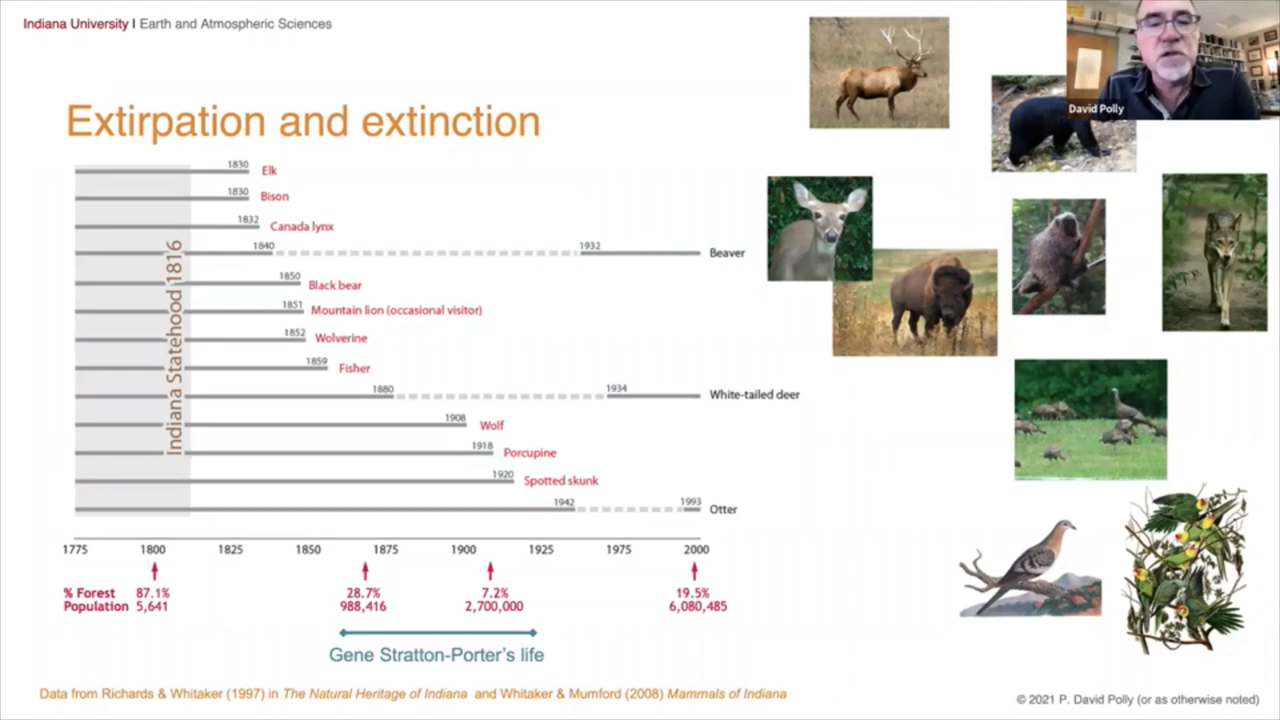 Indiana University I Earth and Atmospheric Sciences
David Polly
Extirpation and extinction
1830 Elk
1830 Bison
1832 Canada lynx
1840 1932 Beaver
1850 Black bear
1851 Mountain lion (occasional visitor)
1852 Wolverine
1859 Fisher
1880 1934 White-tailed deer
1908 Wolf
1918 Porcupine
1920 Spotted skunk
1942 1993 Otter
Indiana Statehood 1816
1775 1800 1825 1850 1875 1900 1925 1975 2000
% Forest 87.1% 28.7% 7.2% 19.5%
Population 5,641 988,416 2,700,000 6,080,485
Gene Stratton-Porter's life
Data from Richards & Whitaker (1997) in The Natural Heritage of Indiana and Whitaker & Mumford (2008) Mammals of Indiana
© 2021 P. David Polly (or as otherwise noted)